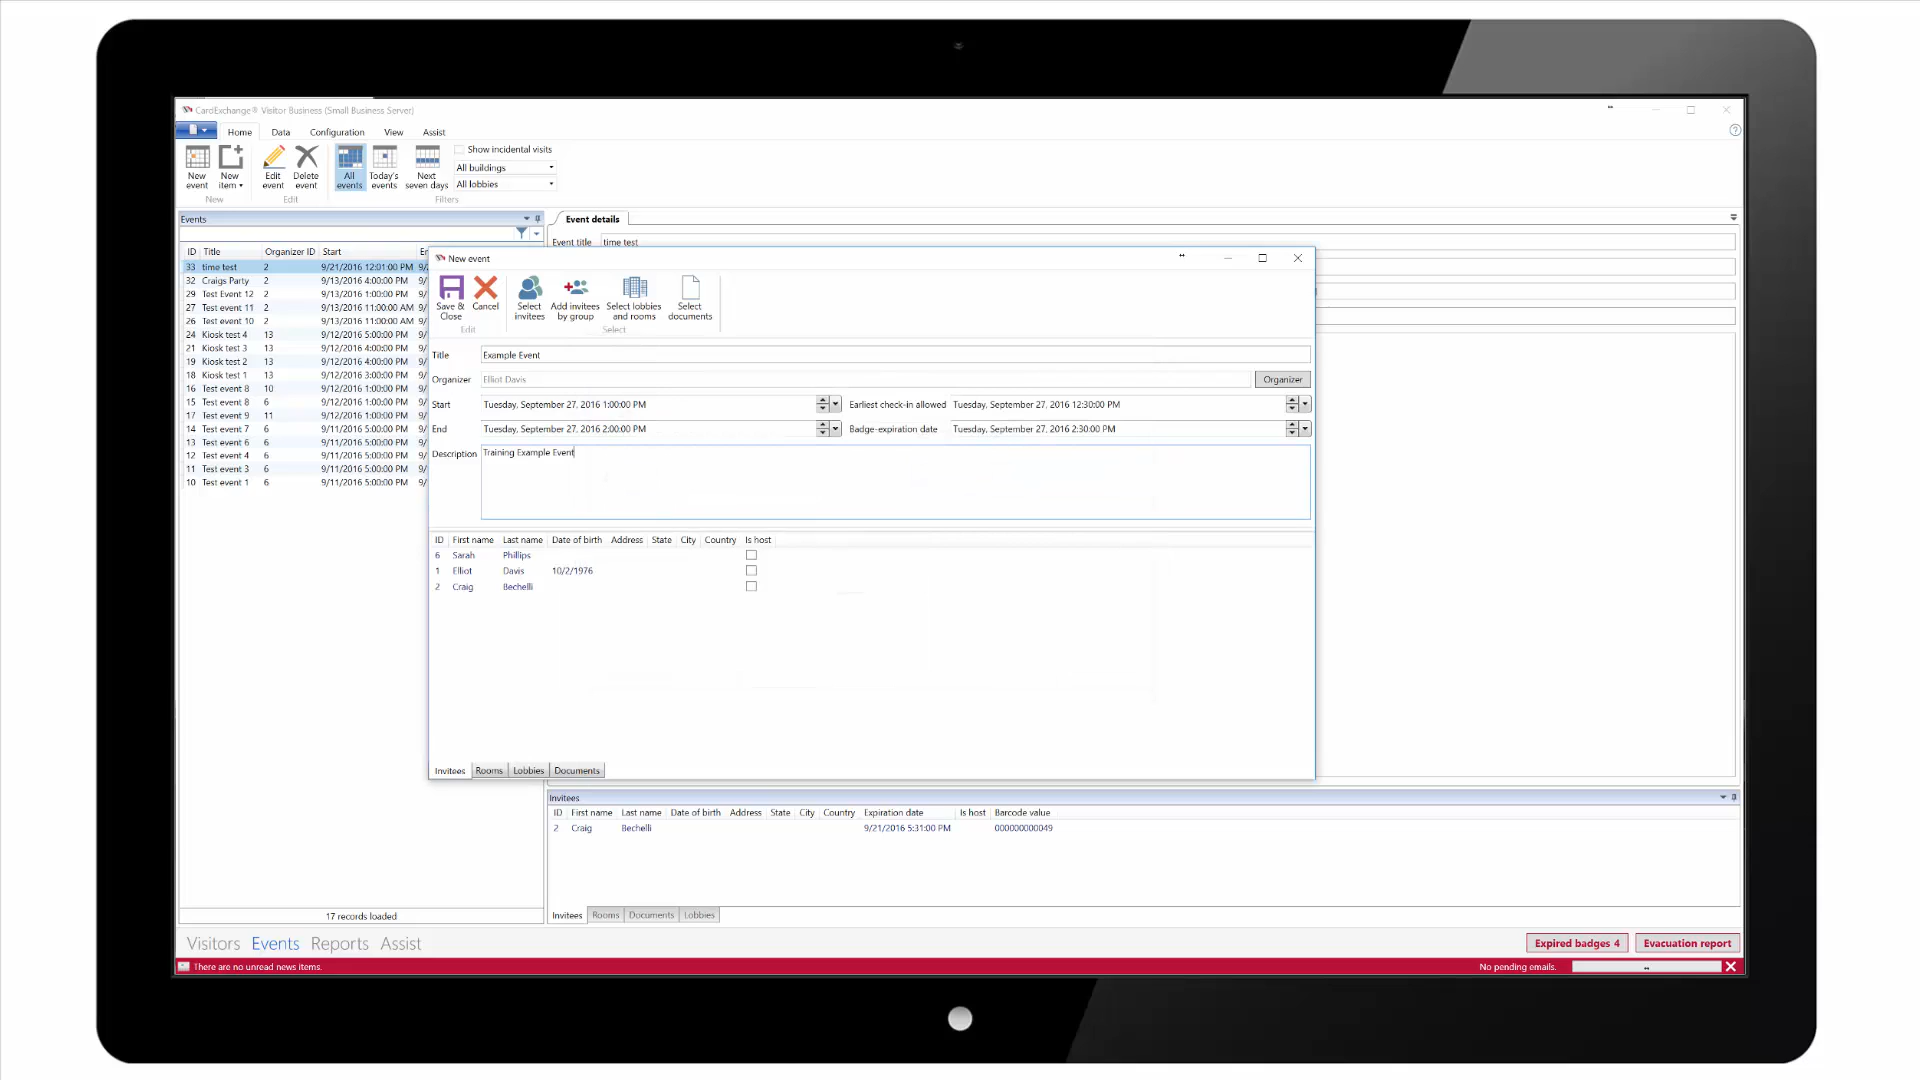 CardExchange® Visitor Business (Small Business Server)
Home Data Configuration View Assist
New event
New item
Edit event
Delete event
All events
Today's events
Next seven days
Show incidental visits
All buildings
All lobbies
New Edit Filters
Events
ID Title Organizer ID Start
33 time test 2 9/21/2016 12:01:00 PM 9/
32 Craigs Party 2 9/13/2016 4:00:00 PM 9/
29 Test Event 12 2 9/13/2016 1:00:00 PM 9/
27 Test event 11 2 9/13/2016 11:00:00 AM 9/
26 Test event 10 2 9/13/2016 11:00:00 AM 9/
24 Kiosk test 4 13 9/12/2016 5:00:00 PM 9/
21 Kiosk test 3 13 9/12/2016 4:00:00 PM 9/
19 Kiosk test 2 13 9/12/2016 4:00:00 PM 9/
18 Kiosk test 1 13 9/12/2016 3:00:00 PM 9/
16 Test event 8 10 9/12/2016 1:00:00 PM 9/
15 Test event 8 6 9/12/2016 1:00:00 PM 9/
17 Test event 9 11 9/12/2016 1:00:00 PM 9/
14 Test event 7 6 9/11/2016 5:00:00 PM 9/
13 Test event 6 6 9/11/2016 5:00:00 PM 9/
12 Test event 4 6 9/11/2016 5:00:00 PM 9/
11 Test event 3 6 9/11/2016 5:00:00 PM 9/
10 Test event 1 6 9/11/2016 5:00:00 PM 9/
17 records loaded
Event details
Event title time test
New event
Save & Close
Cancel
Select invitees
Add invitees by group
Select lobbies and rooms
Select documents
Edit Select
Title Example Event
Organizer Elliot Davis Organizer
Start Tuesday, September 27, 2016 1:00:00 PM Earliest check-in allowed Tuesday, September 27, 2016 12:30:00 PM
End Tuesday, September 27, 2016 2:00:00 PM Badge-expiration date Tuesday, September 27, 2016 2:30:00 PM
Description Training Example Event
ID First name Last name Date of birth Address State City Country Is host
6 Sarah Phillips
1 Elliot Davis 10/2/1976
2 Craig Bechelli
Invitees Rooms Lobbies Documents
Invitees
ID First name Last name Date of birth Address State City Country Expiration date Is host Barcode value
2 Craig Bechelli 9/21/2016 5:31:00 PM 000000000049
Invitees Rooms Documents Lobbies
Visitors Events Reports Assist
Expired badges 4 Evacuation report
There are no unread news items. No pending emails.